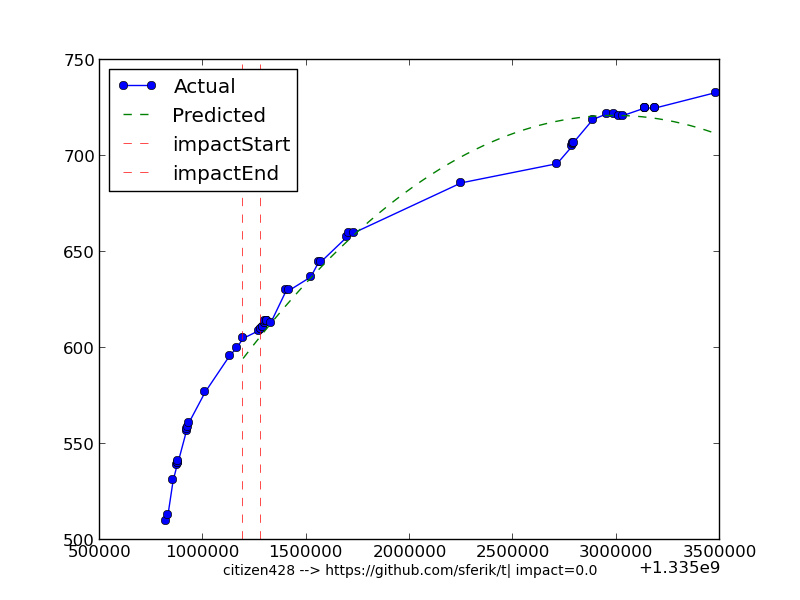 750
700
650
600
550
500
Actual
Predicted
impactStart
impactEnd
500000 1000000 1500000 2000000 2500000 3000000 3500000
+1.335e9
citizen428 --> https://github.com/sferik/t| impact=0.0